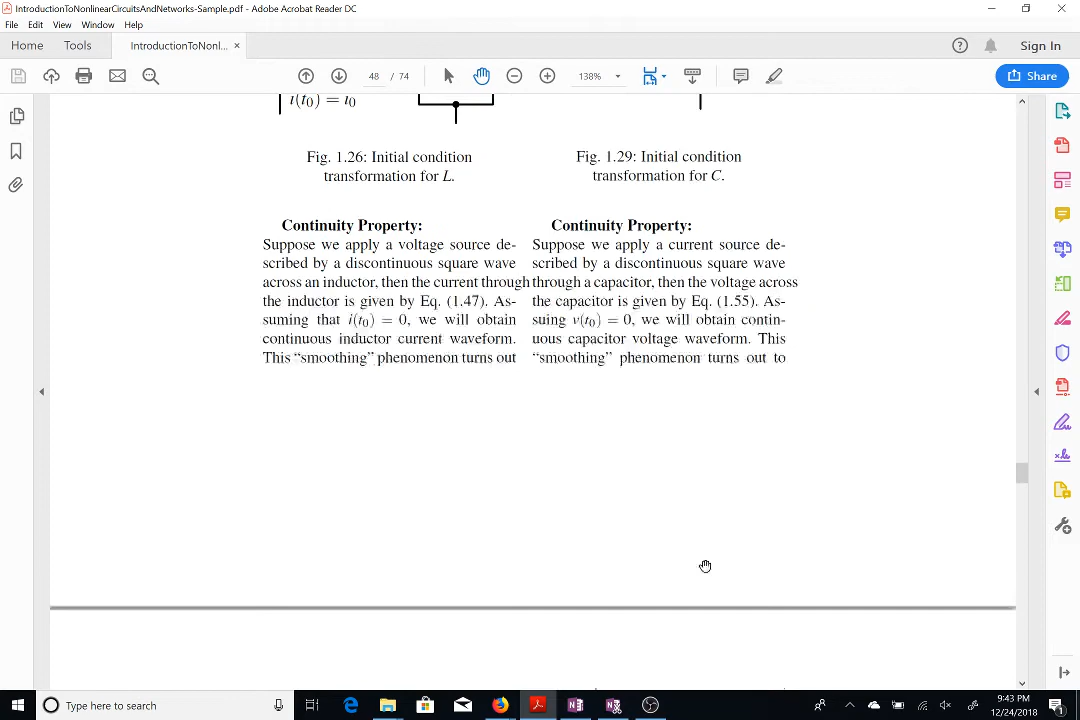 IntroductionToNonlinearCircuitsAndNetworks-Sample.pdf - Adobe Acrobat Reader DC
File Edit View Window Help
Home Tools IntroductionToNonl... × Sign In
48 / 74 138% Share
i(t0) = i0
Fig. 1.26: Initial condition
transformation for L.
Fig. 1.29: Initial condition
transformation for C.
Continuity Property:
Suppose we apply a voltage source de-
scribed by a discontinuous square wave
across an inductor, then the current through
the inductor is given by Eq. (1.47). As-
suming that i(t0) = 0, we will obtain
continuous inductor current waveform.
This “smoothing” phenomenon turns out
Continuity Property:
Suppose we apply a current source de-
scribed by a discontinuous square wave
through a capacitor, then the voltage across
the capacitor is given by Eq. (1.55). As-
suing v(t0) = 0, we will obtain contin-
uous capacitor voltage waveform. This
“smoothing” phenomenon turns out to
Type here to search
9:43 PM
12/24/2018
1